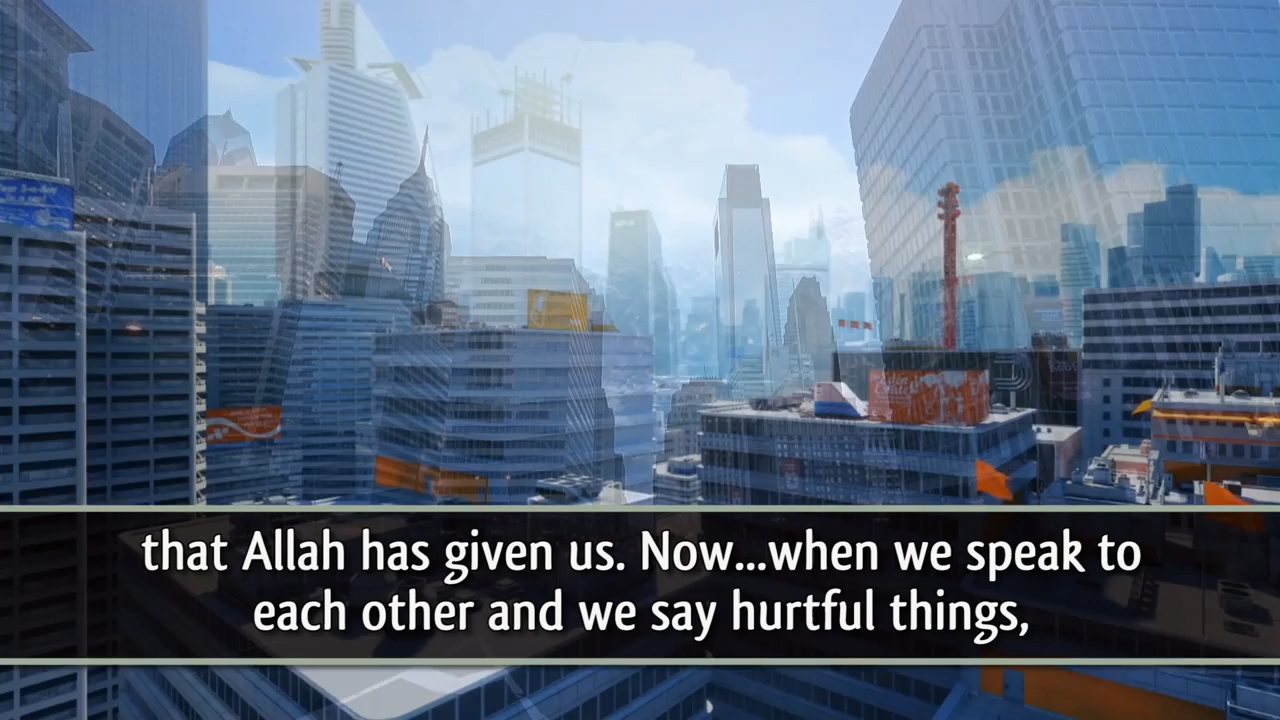 that Allah has given us. Now...when we speak to
each other and we say hurtful things,